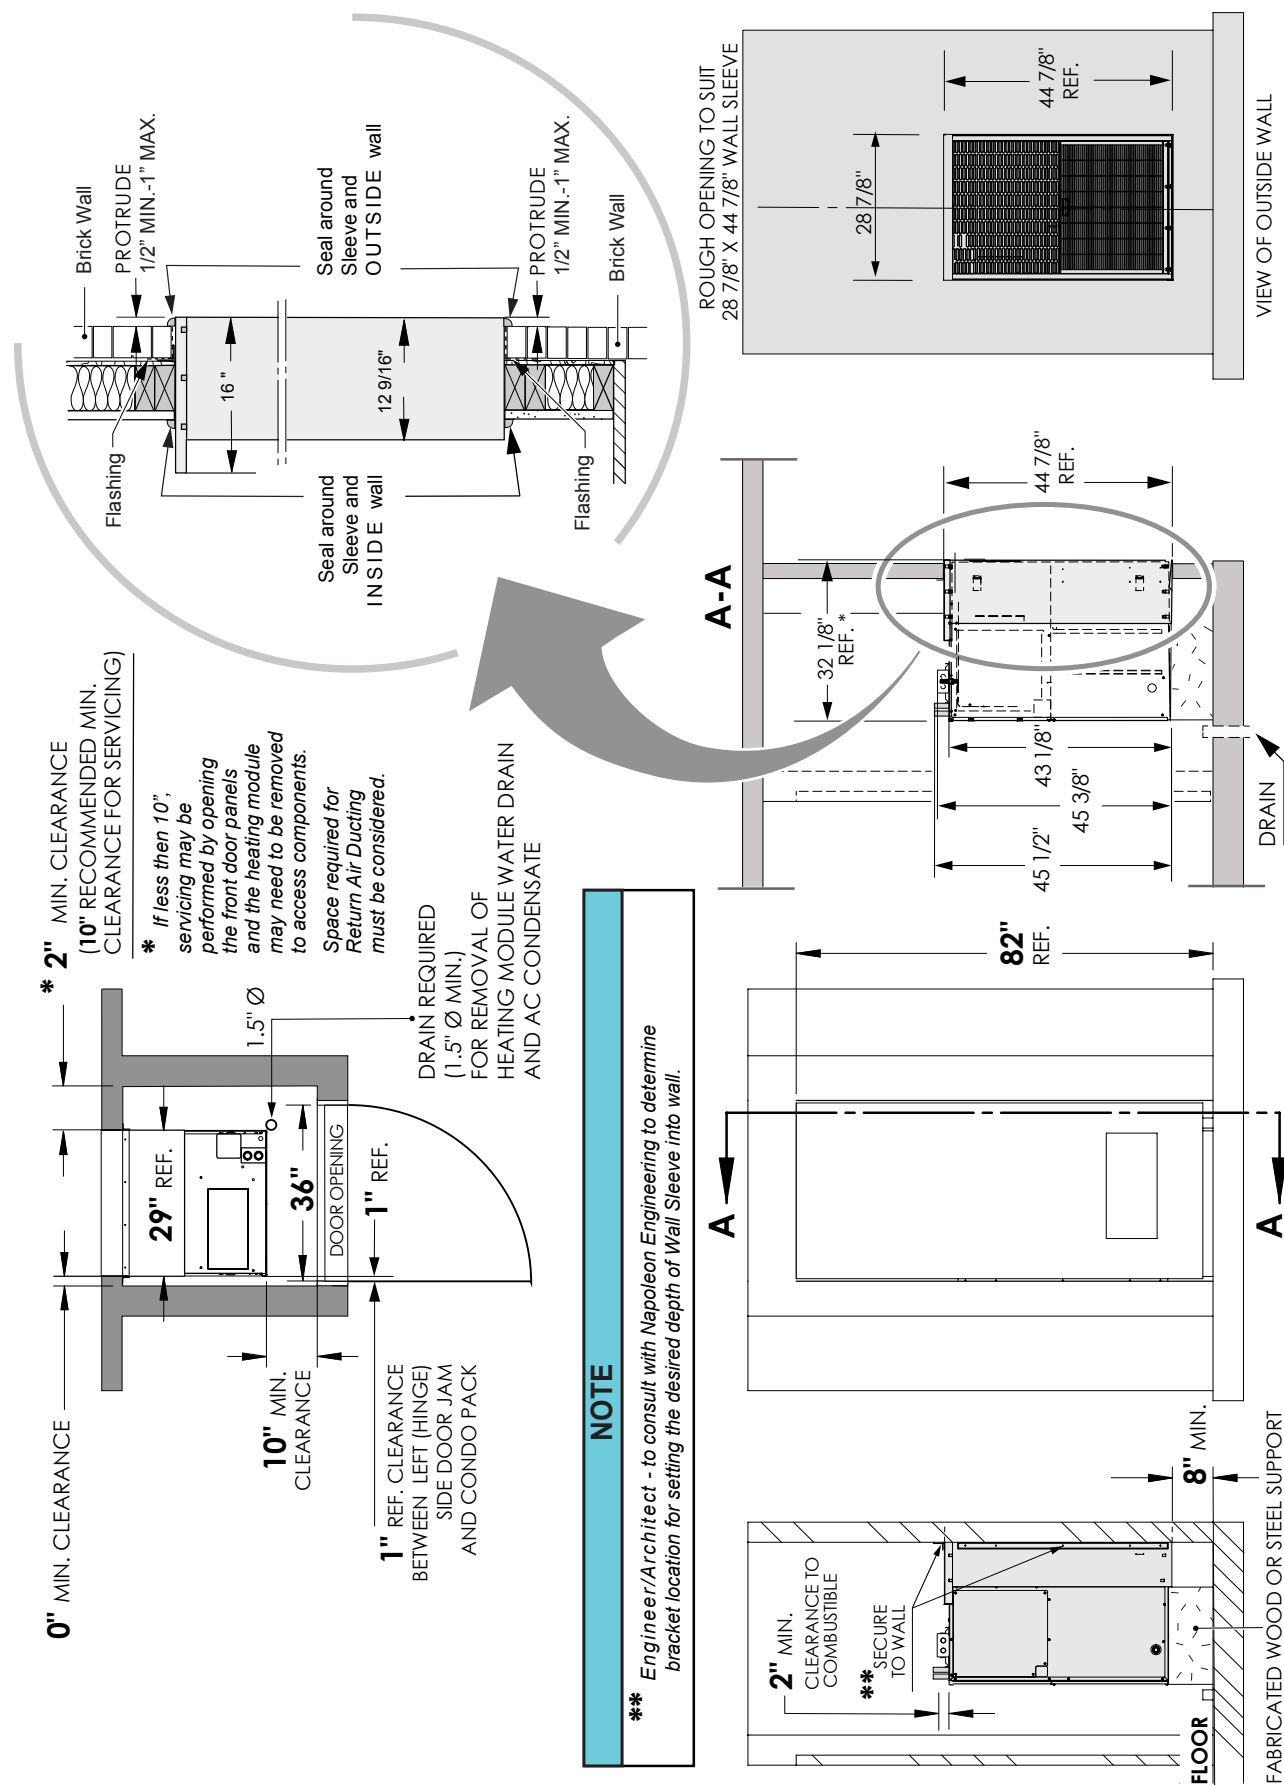 0" MIN. CLEARANCE
* 2" MIN. CLEARANCE
(10" RECOMMENDED MIN.
CLEARANCE FOR SERVICING)
* If less then 10",
servicing may be
performed by opening
the front door panels
and the heating module
may need to be removed
to access components.
Space required for
Return Air Ducting
must be considered.
29" REF.
1.5" Ø
36"
DOOR OPENING
1" REF.
10" MIN.
CLEARANCE
1" REF. CLEARANCE
BETWEEN LEFT (HINGE)
SIDE DOOR JAM
AND CONDO PACK
DRAIN REQUIRED
(1.5" Ø MIN.)
FOR REMOVAL OF
HEATING MODULE WATER DRAIN
AND AC CONDENSATE
Brick Wall
PROTRUDE
1/2” MIN.-1” MAX.
Flashing
16 "
12 9/16"
Seal around
Sleeve and
OUTSIDE wall
Seal around
Sleeve and
INSIDE wall
PROTRUDE
1/2” MIN.-1” MAX.
Flashing
Brick Wall
NOTE
** Engineer/Architect - to consult with Napoleon Engineering to determine
bracket location for setting the desired depth of Wall Sleeve into wall.
2" MIN.
CLEARANCE TO
COMBUSTIBLE
** SECURE
TO WALL
8" MIN.
FLOOR
FABRICATED WOOD OR STEEL SUPPORT
A
82"
REF.
A
A-A
32 1/8"
REF. *
44 7/8"
REF.
43 1/8"
45 3/8"
45 1/2"
DRAIN
ROUGH OPENING TO SUIT
28 7/8" X 44 7/8" WALL SLEEVE
28 7/8"
44 7/8"
REF.
VIEW OF OUTSIDE WALL